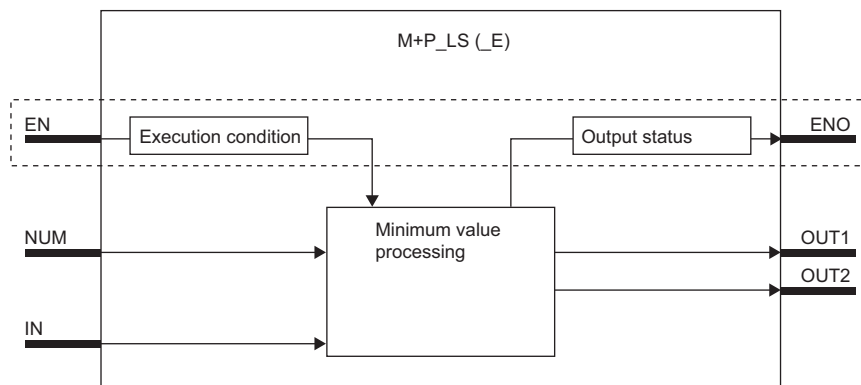 M+P_LS (_E)
EN
Execution condition
Output status
ENO
NUM
Minimum value
processing
OUT1
OUT2
IN